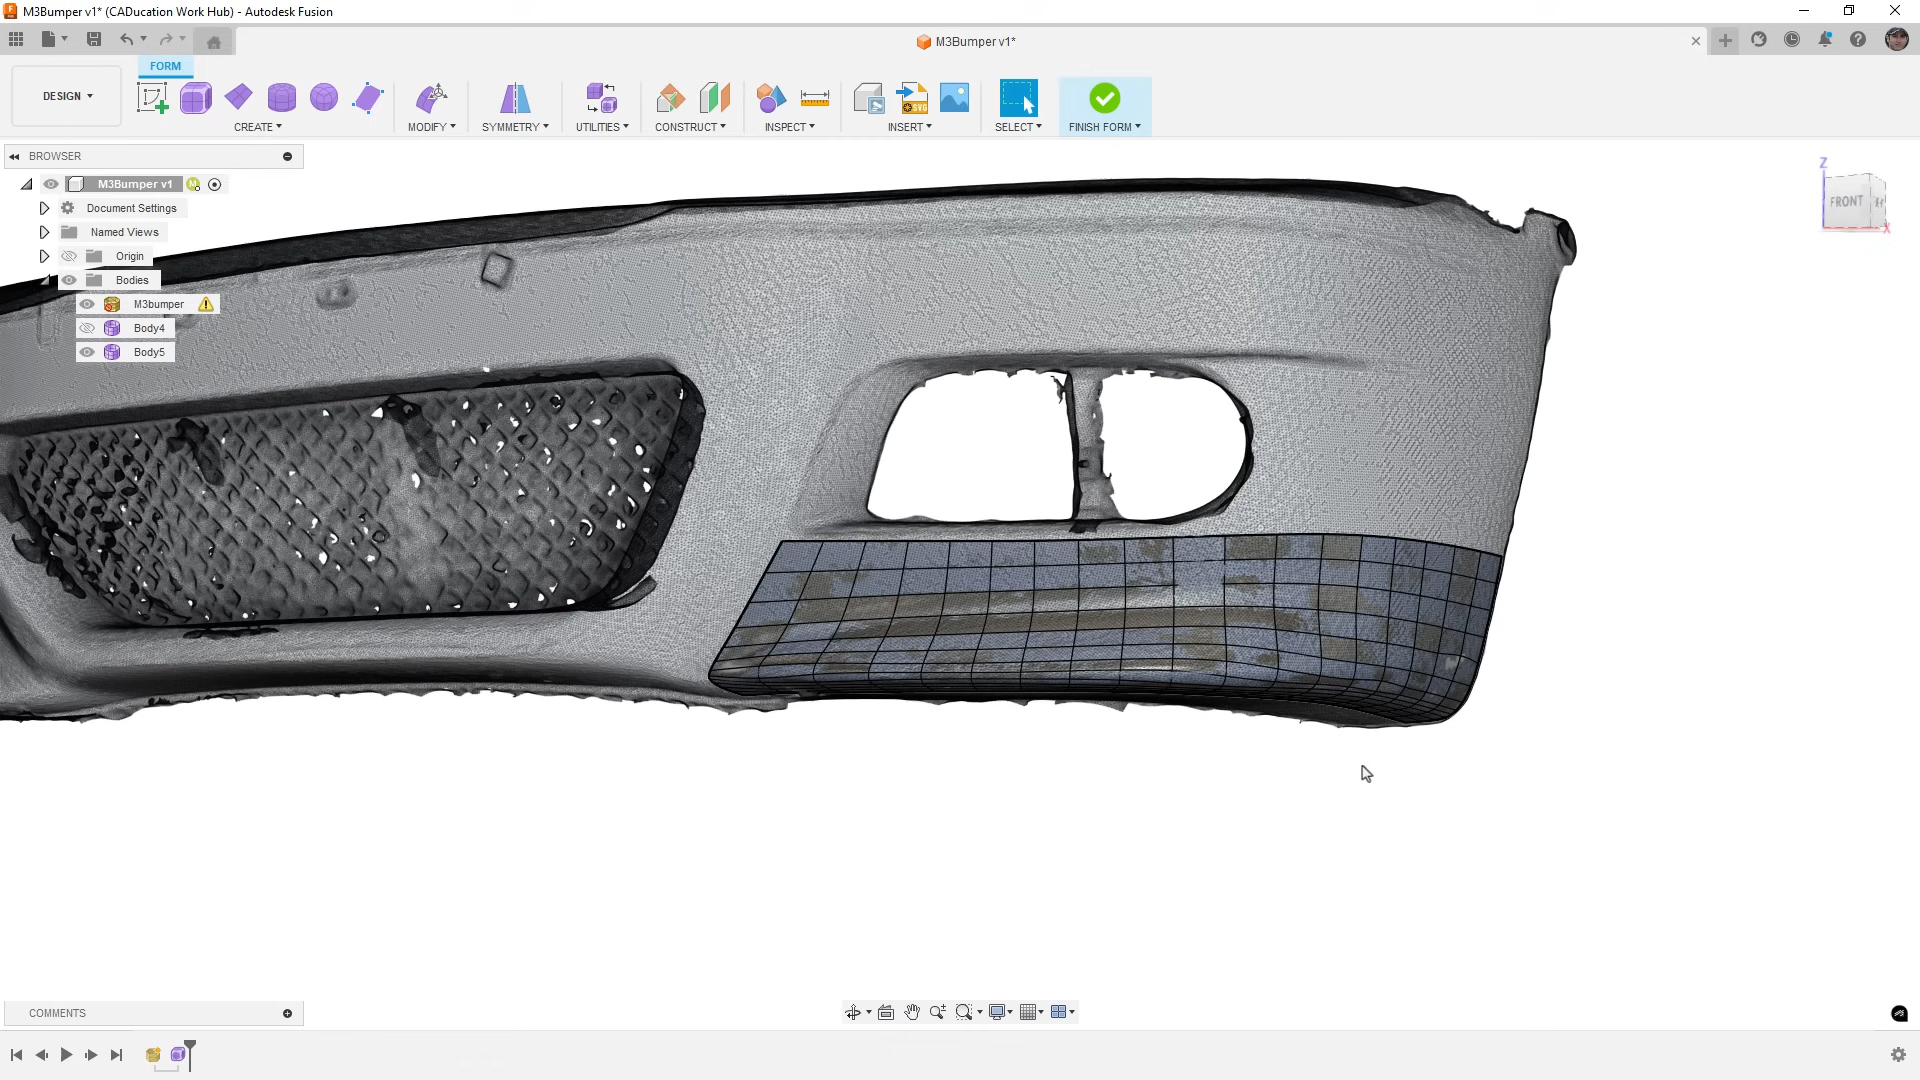 M3Bumper v1* (CADucation Work Hub) - Autodesk Fusion
M3Bumper v1*
FORM
DESIGN
CREATE
MODIFY
SYMMETRY
UTILITIES
CONSTRUCT
INSPECT
INSERT
SELECT
FINISH FORM
BROWSER
M3Bumper v1
Document Settings
Named Views
Origin
Bodies
M3bumper
Body4
Body5
Z
FRONT
X
COMMENTS